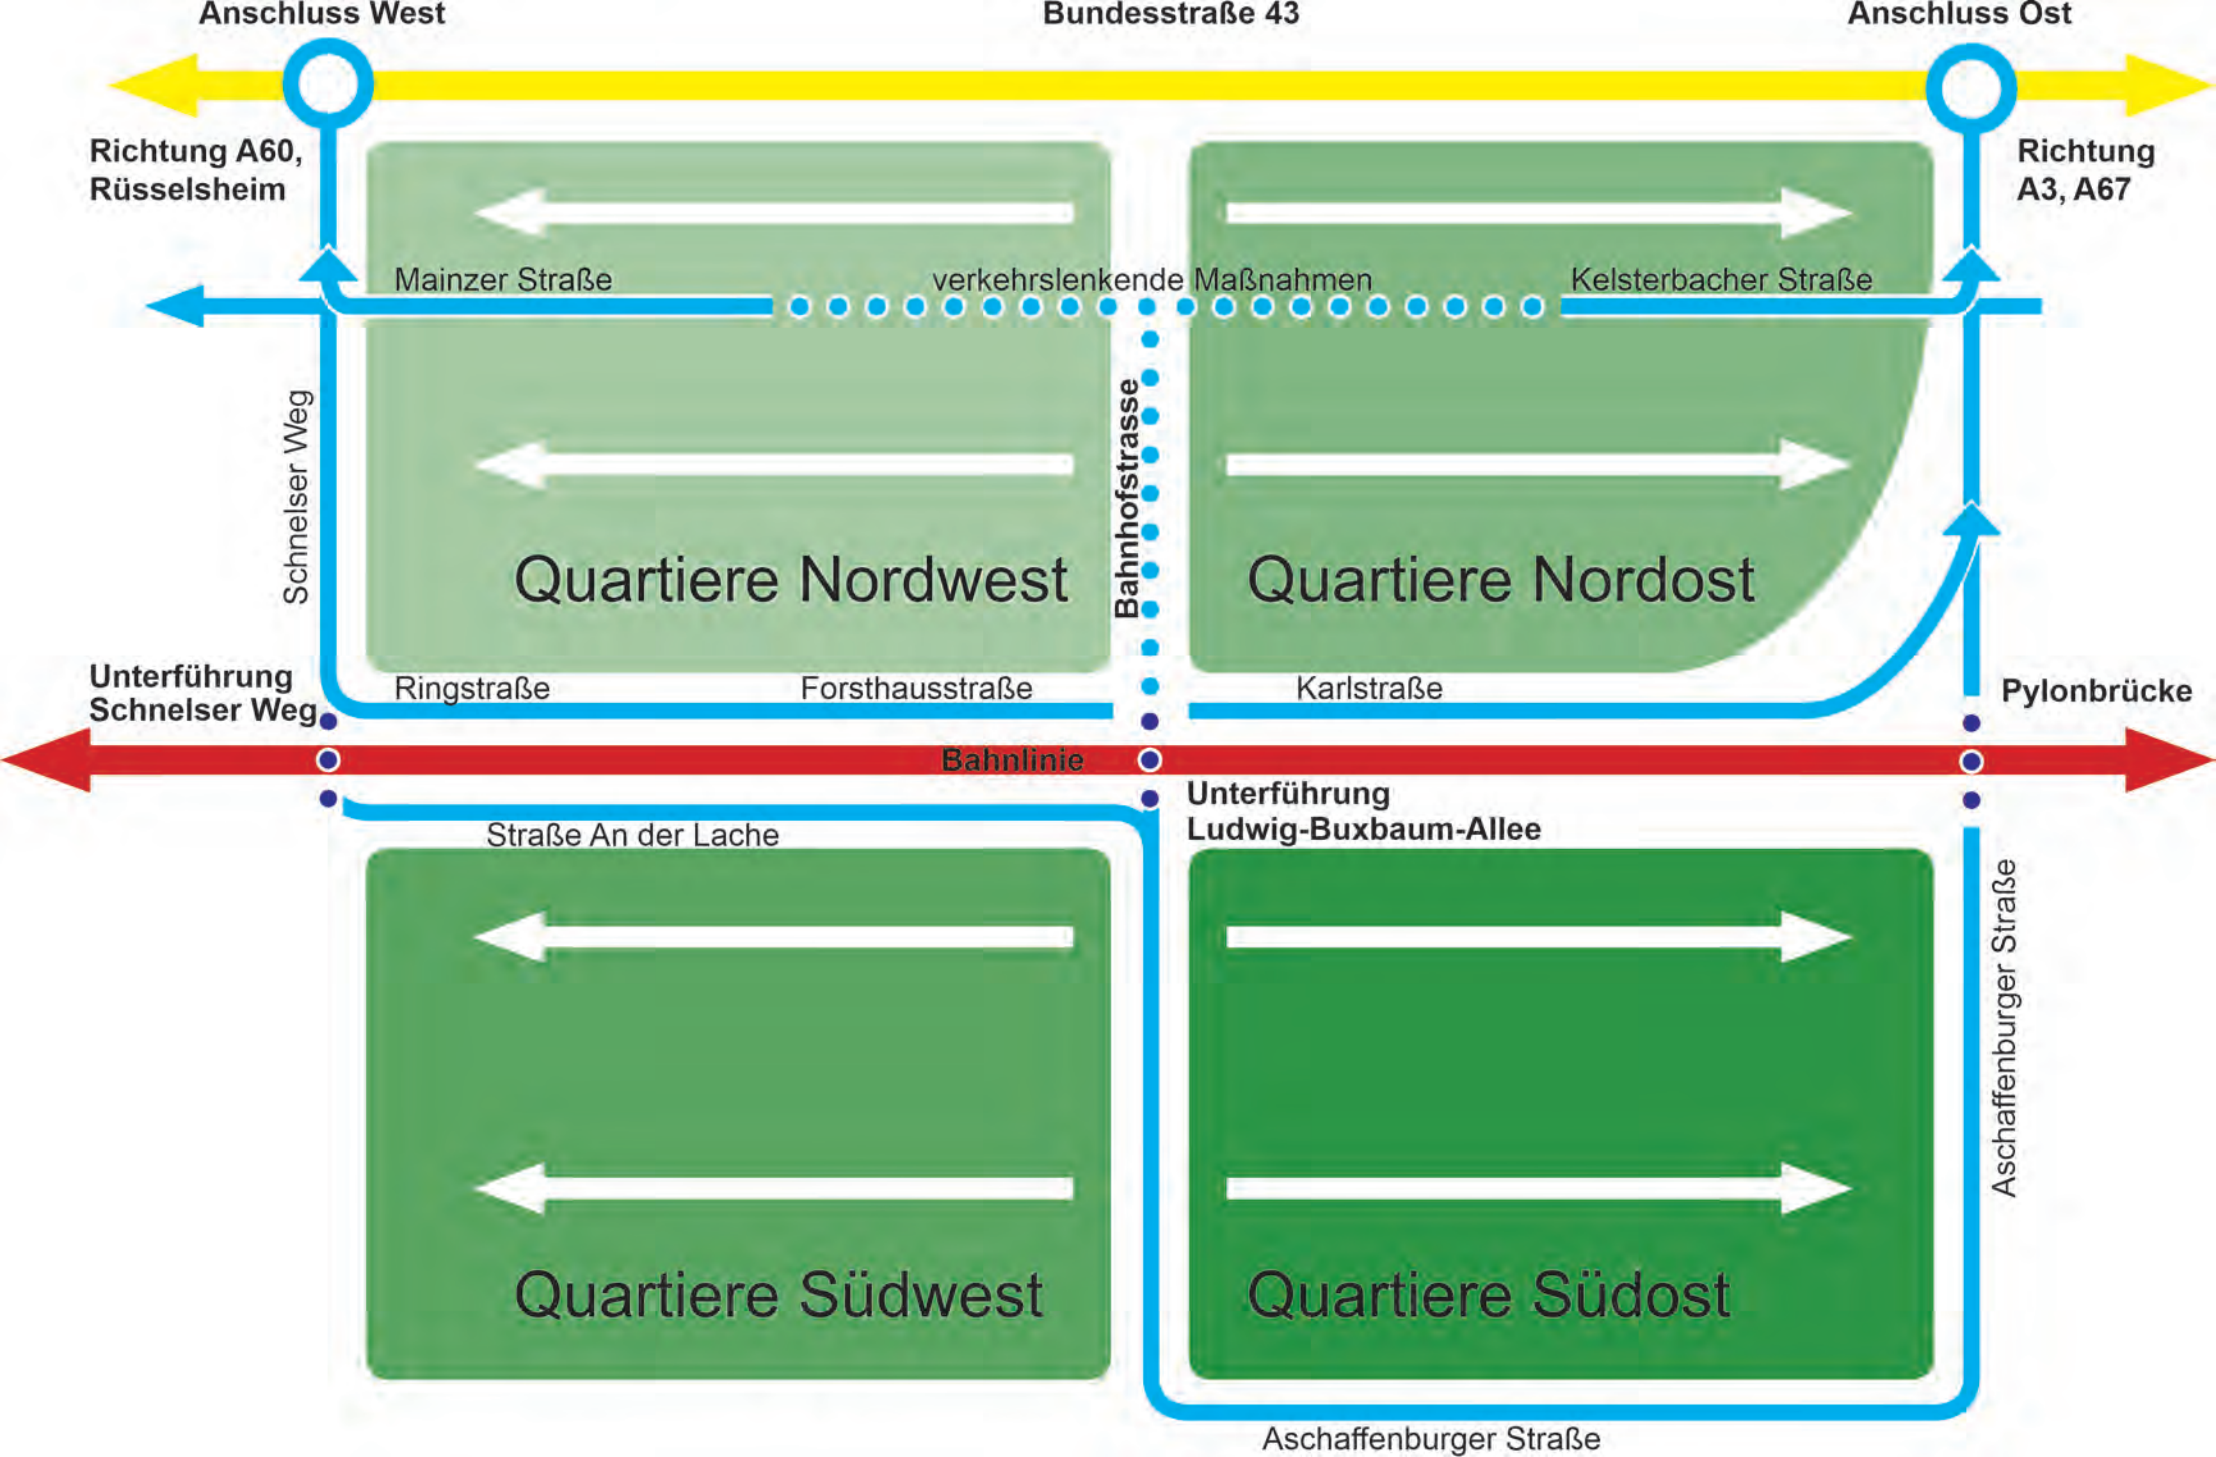 Anschluss West
Bundesstraße 43
Anschluss Ost
Richtung A60,
Rüsselsheim
Richtung
A3, A67
Mainzer Straße
verkehrslenkende Maßnahmen
Kelsterbacher Straße
Schnelser Weg
Bahnhofstrasse
Quartiere Nordwest
Quartiere Nordost
Unterführung
Schnelser Weg
Ringstraße
Forsthausstraße
Karlstraße
Pylonbrücke
Bahnlinie
Unterführung
Ludwig-Buxbaum-Allee
Straße An der Lache
Aschaffenburger Straße
Quartiere Südwest
Quartiere Südost
Aschaffenburger Straße